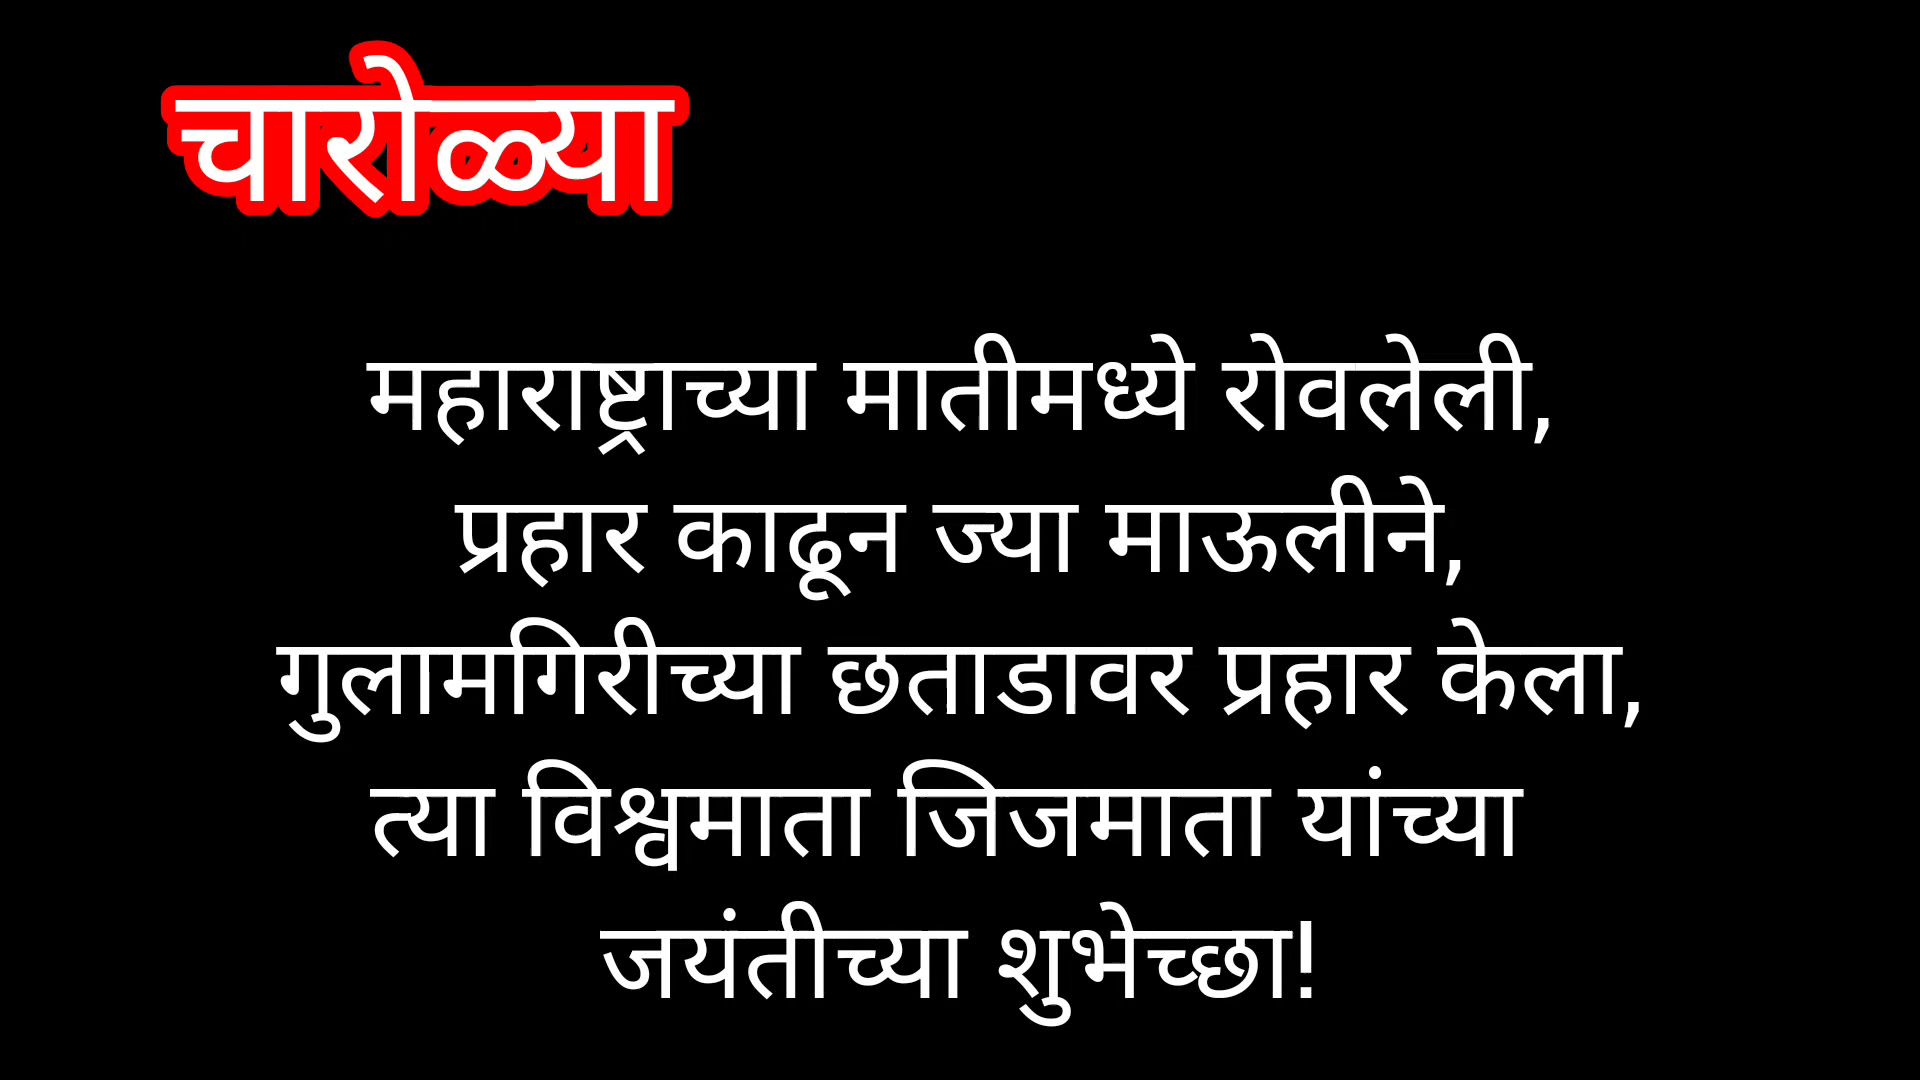 चारोळ्या
महाराष्ट्राच्या मातीमध्ये रोवलेली,
प्रहार काढून ज्या माऊलीने,
गुलामगिरीच्या छताडावर प्रहार केला,
त्या विश्वमाता जिजमाता यांच्या
जयंतीच्या शुभेच्छा!